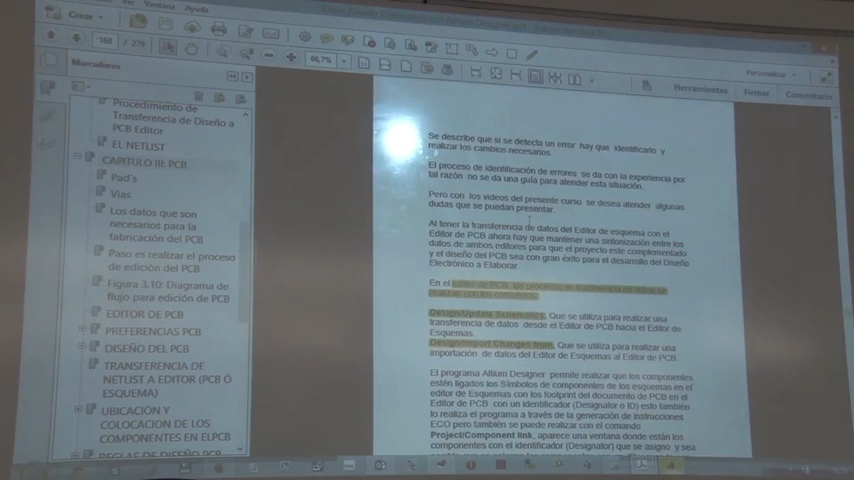 Ver Ventana Ayuda
Crear
168 / 279
66,7%
Personalizar
Herramientas
Firmar
Comentario
Marcadores
Procedimiento de
Transferencia de Diseño a
PCB Editor
EL NETLIST
CAPITULO III: PCB
Pad´s
Vías
Los datos que son
necesarios para la
fabricación del PCB
Paso es realizar el proceso
de edición del PCB
Figura 3.10: Diagrama de
flujo para edición de PCB
EDITOR DE PCB
PREFERENCIAS PCB
DISEÑO DEL PCB
TRANSFERENCIA DE
NETLIST A EDITOR (PCB Ó
ESQUEMA)
UBICACIÓN Y
COLOCACION DE LOS
COMPONENTES EN ELPCB
REGLAS DE DISEÑO PCB
Se describe que si se detecta un error hay que identificarlo y
realizar los cambios necesarios.
El proceso de identificación de errores se da con la experiencia por
tal razón no se da una guía para atender esta situación.
Pero con los videos del presente curso se desea atender algunas
dudas que se puedan presentar.
Al tener la transferencia de datos del Editor de esquema con el
Editor de PCB ahora hay que mantener una sintonización entre los
datos de ambos editores para que el proyecto este complementado
y el diseño del PCB sea con gran éxito para el desarrollo del Diseño
Electrónico a Elaborar.
En el editor de PCB, los procesos de transferencia de datos se
realizan con los comandos:
Design/Update Schematics, Que se utiliza para realizar una
transferencia de datos desde el Editor de PCB hacia el Editor de
Esquemas.
Design/Import Changes from, Que se utiliza para realizar una
importación de datos del Editor de Esquemas al Editor de PCB.
El programa Altium Designer permite realizar que los componentes
estén ligados los Símbolos de componentes de los esquemas en el
editor de Esquemas con los footprint del documento de PCB en el
Editor de PCB con un identificador (Designator o ID) esto también
lo realiza el programa a través de la generación de instrucciones
ECO pero también se puede realizar con el comando
Project/Component link, aparece una ventana donde están los
componentes con el identificador (Designator) que se asigno y sea